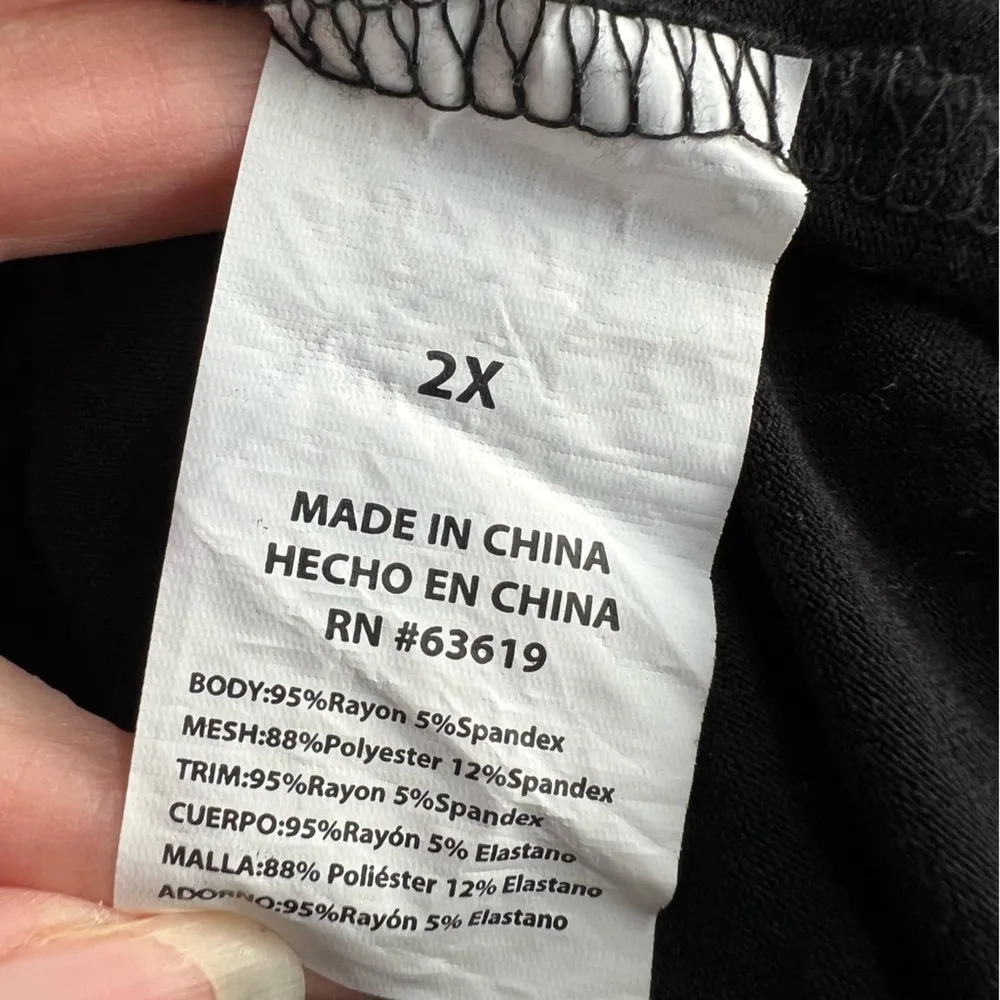 2X
MADE IN CHINA
HECHO EN CHINA
RN #63619
BODY:95%Rayon 5%Spandex
MESH:88%Polyester 12%Spandex
TRIM:95%Rayon 5%Spandex
CUERPO:95%Rayón 5% Elastano
MALLA:88% Poliéster 12% Elastano
ADORNO:95%Rayón 5% Elastano